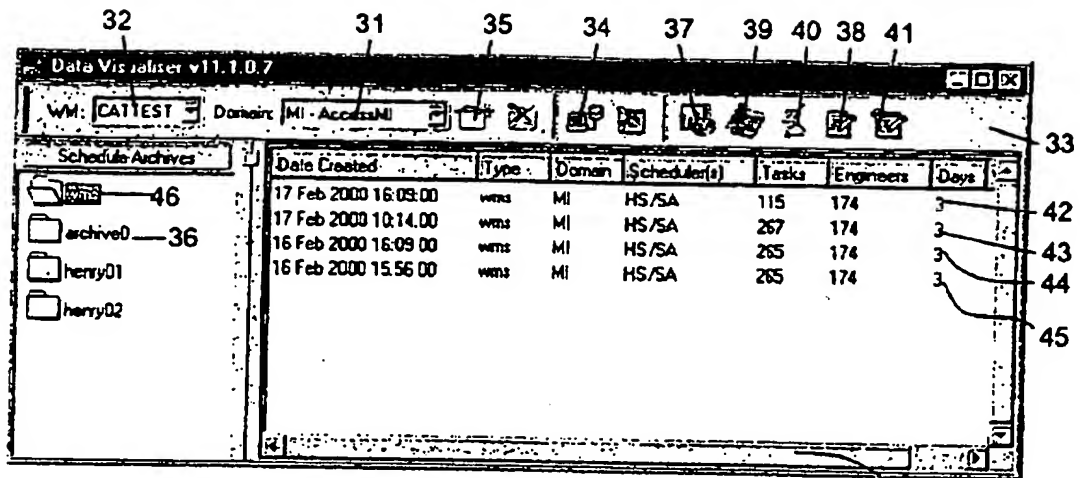 32 31 35 34 37 39 40 38 41
Data Visualiser v11.1.0.7
WM: CATTEST Domain: MI - AccessMI
33
Schedule Archives
Date Created Type Domain Scheduler(s) Tasks Engineers Days
17 Feb 2000 16:09:00 wms MI HS/SA 115 174 3 42
17 Feb 2000 10:14:00 wms MI HS/SA 267 174 3 43
16 Feb 2000 16:09:00 wms MI HS/SA 265 174 3 44
16 Feb 2000 15:56:00 wms MI HS/SA 265 174 3 45
wms 46
archive0 36
henry01
henry02